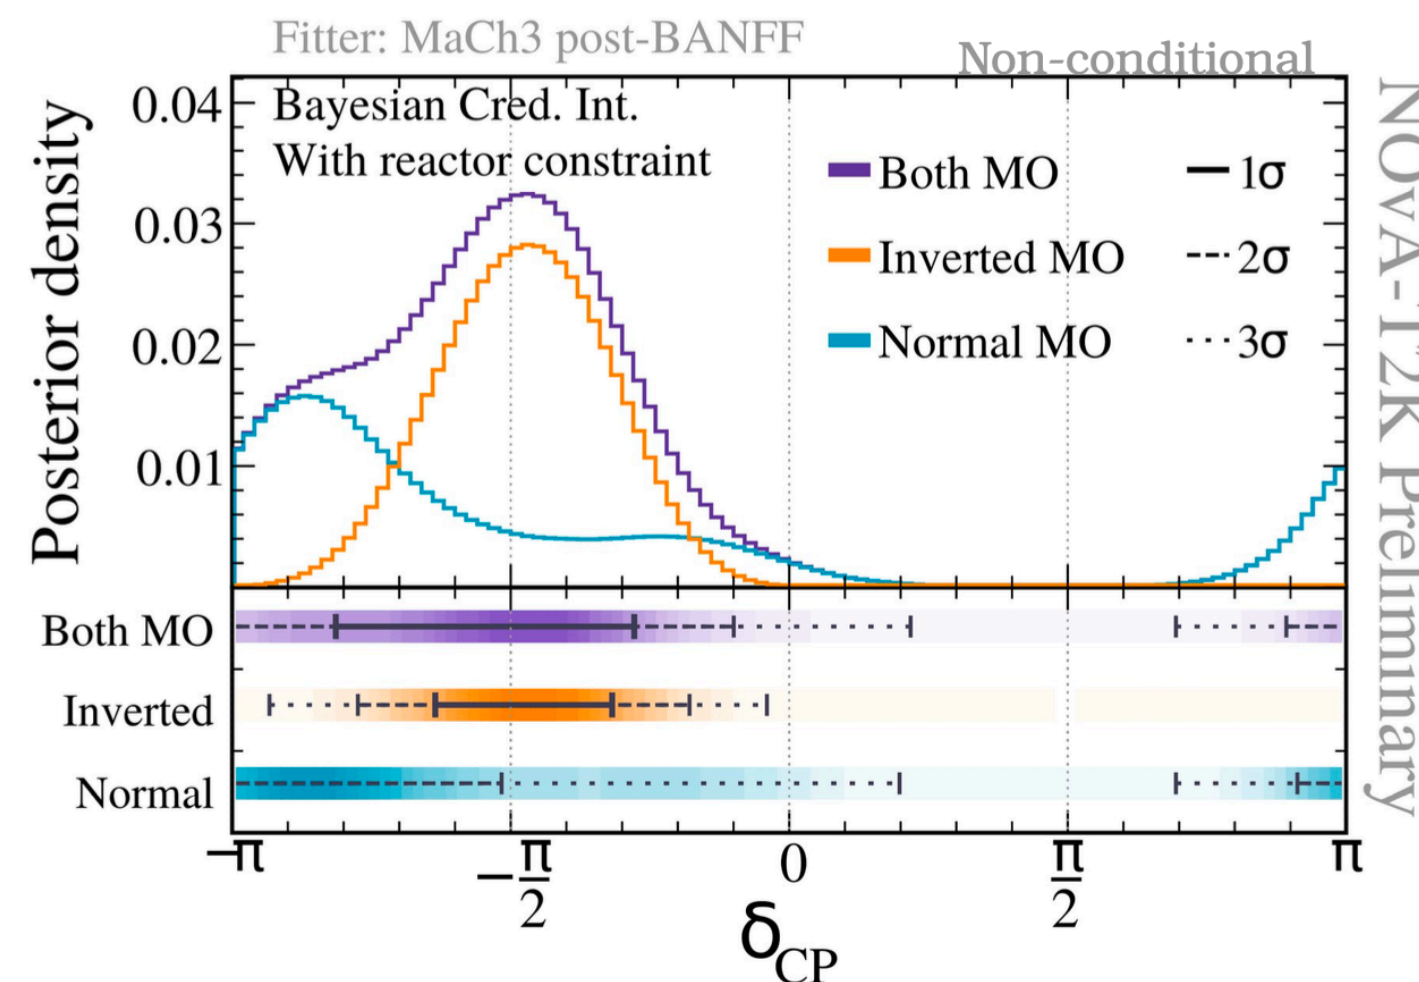 Fitter: MaCh3 post-BANFF
Non-conditional
Bayesian Cred. Int.
With reactor constraint
Posterior density
0.04
0.03
0.02
0.01
Both MO
1σ
Inverted MO
2σ
Normal MO
3σ
NOvA-T2K Preliminary
Both MO
Inverted
Normal
−π
−π/2
0
π/2
π
δCP